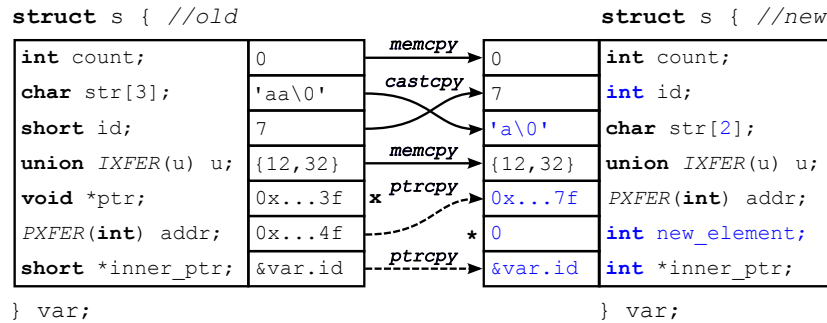 struct s { //old struct s { //new
int count; 0 memcpy 0 int count;
char str[3]; 'aa\0' castcpy 7 int id;
short id; 7 'a\0' char str[2];
union IXFER(u) u; {12,32} memcpy {12,32} union IXFER(u) u;
void *ptr; 0x...3f x ptrcpy 0x...7f PXFER(int) addr;
PXFER(int) addr; 0x...4f * 0 int new_element;
short *inner_ptr; &var.id ptrcpy &var.id int *inner_ptr;
} var; } var;